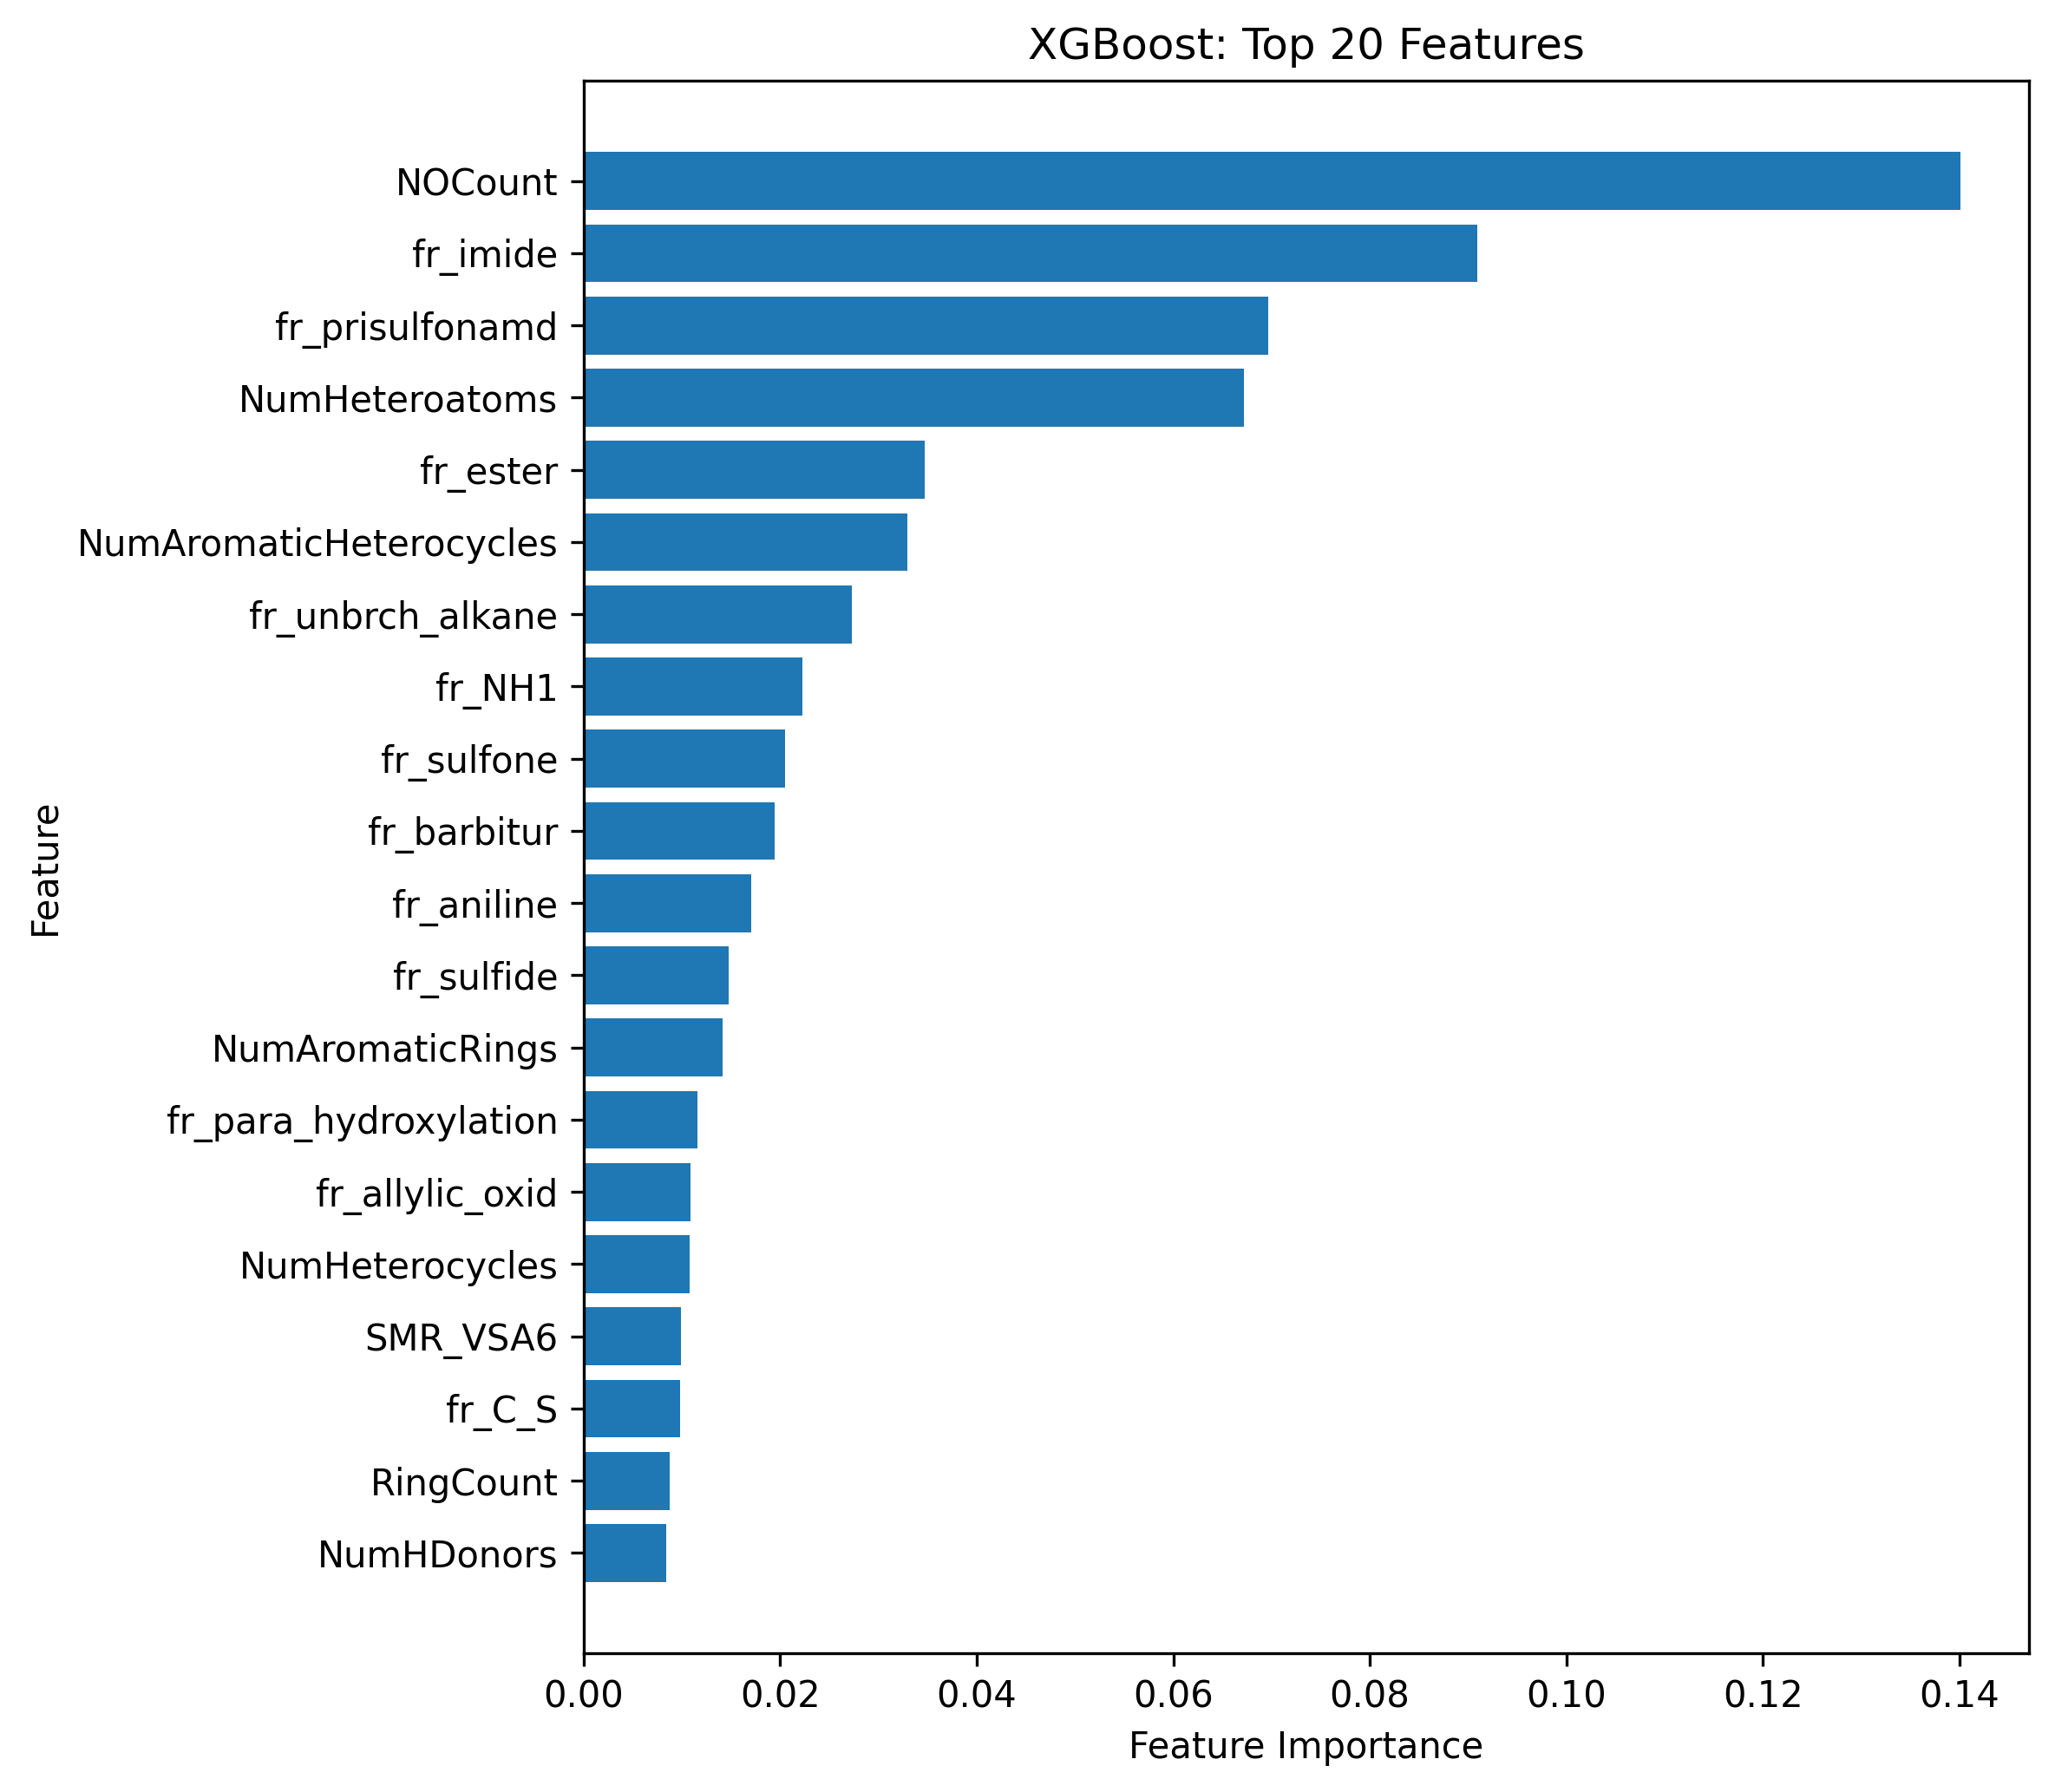 XGBoost: Top 20 Features
NOCount
fr_imide
fr_prisulfonamd
NumHeteroatoms
fr_ester
NumAromaticHeterocycles
fr_unbrch_alkane
fr_NH1
fr_sulfone
fr_barbitur
fr_aniline
fr_sulfide
NumAromaticRings
fr_para_hydroxylation
fr_allylic_oxid
NumHeterocycles
SMR_VSA6
fr_C_S
RingCount
NumHDonors
Feature
0.00 0.02 0.04 0.06 0.08 0.10 0.12 0.14
Feature Importance